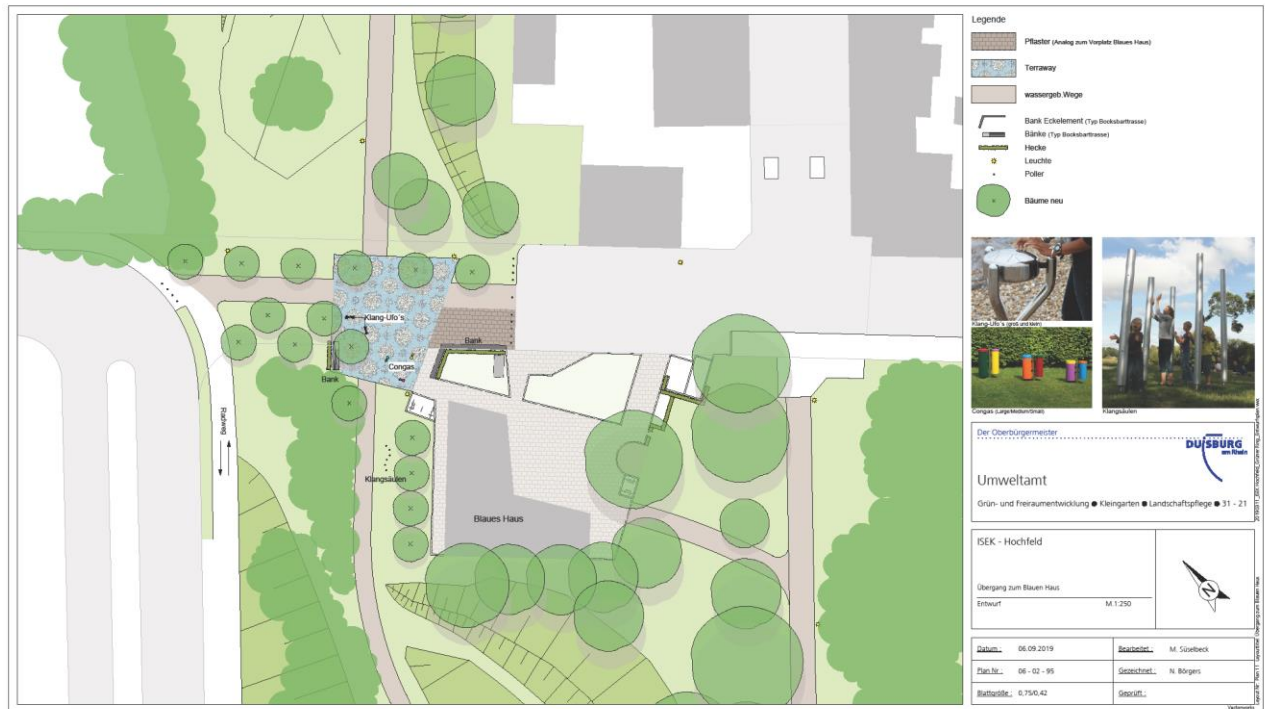 Klang-Ufo´s
Bank
Congas
Bank
Radweg
Klangsäulen
Blaues Haus
Legende
Pflaster (Analog zum Vorplatz Blaues Haus)
Terraway
wassergeb.Wege
Bank Eckelement (Typ Booksbarttrasse)
Bänke (Typ Booksbarttrasse)
Hecke
Leuchte
Poller
Bäume neu
Klang-Ufo´s (groß und klein)
Congas (Large/Medium/Small)
Klangsäulen
Der Oberbürgermeister
DUISBURG
am Rhein
Umweltamt
Grün- und Freiraumentwicklung ● Kleingarten ● Landschaftspflege ● 31 - 21
ISEK - Hochfeld
Übergang zum Blauen Haus
Entwurf M.1:250
N
Datum : 06.09.2019 Bearbeitet : M. Süselbeck
Plan Nr : 06 - 02 - 95 Gezeichnet : N. Börgers
Blattgröße : 0,75/0,42 Geprüft :